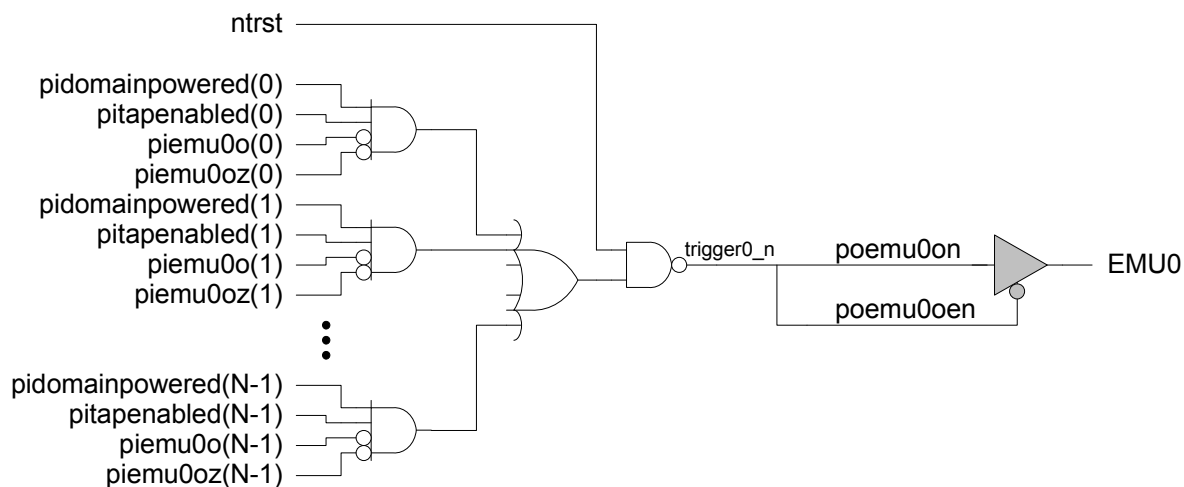 ntrst
pidomainpowered(0)
pitapenabled(0)
piemu0o(0)
piemu0oz(0)
pidomainpowered(1)
pitapenabled(1)
piemu0o(1)
piemu0oz(1)
trigger0_n
poemu0on
EMU0
poemu0oen
pidomainpowered(N-1)
pitapenabled(N-1)
piemu0o(N-1)
piemu0oz(N-1)